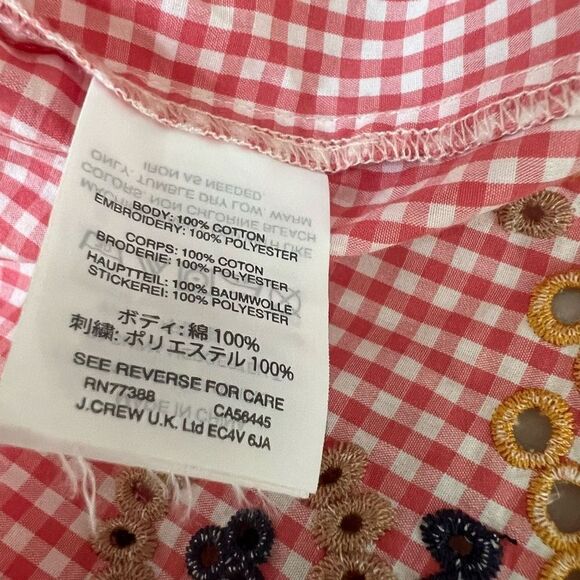 BODY: 100% COTTON
EMBROIDERY: 100% POLYESTER
CORPS: 100% COTON
BRODERIE: 100% POLYESTER
HAUPTTEIL: 100% BAUMWOLLE
STICKEREI: 100% POLYESTER
ボディ: 綿 100%
刺繍: ポリエステル 100%
SEE REVERSE FOR CARE
RN77388 CA56445
J.CREW U.K. Ltd EC4V 6JA